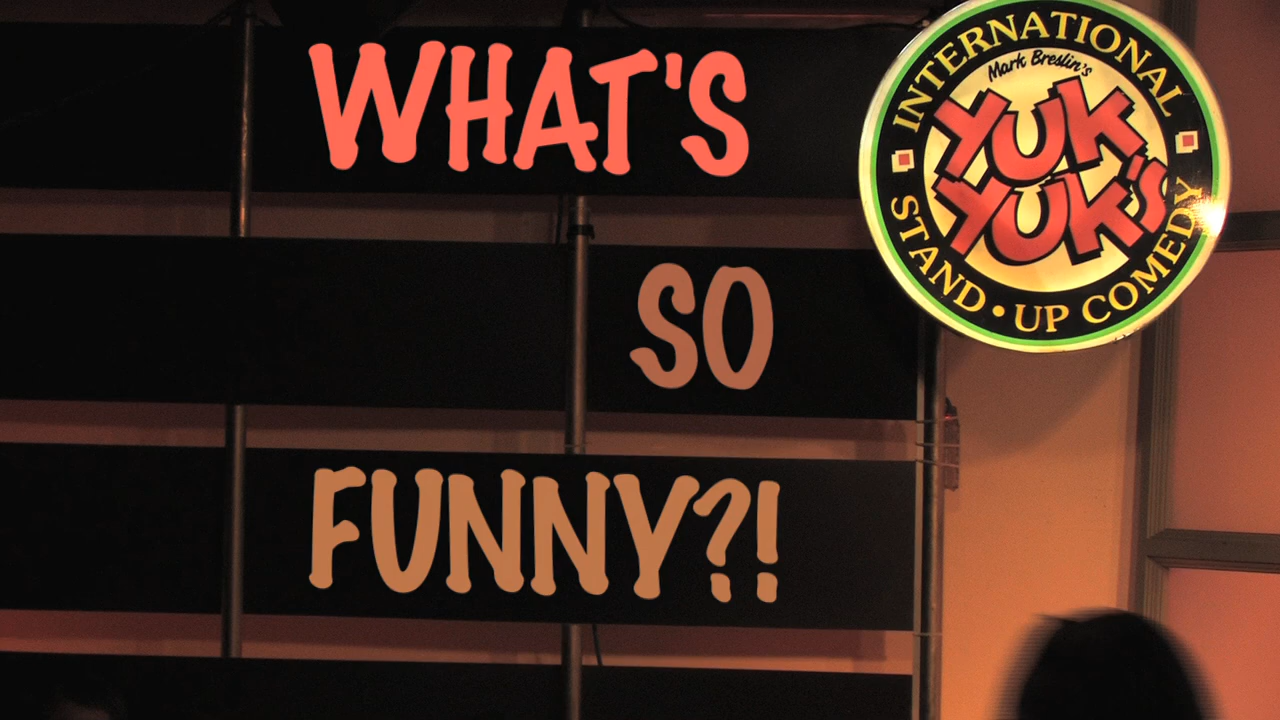 WHAT'S
SO
FUNNY?!
INTERNATIONAL
Mark Breslin's
YUK
YUK'S
STAND • UP COMEDY